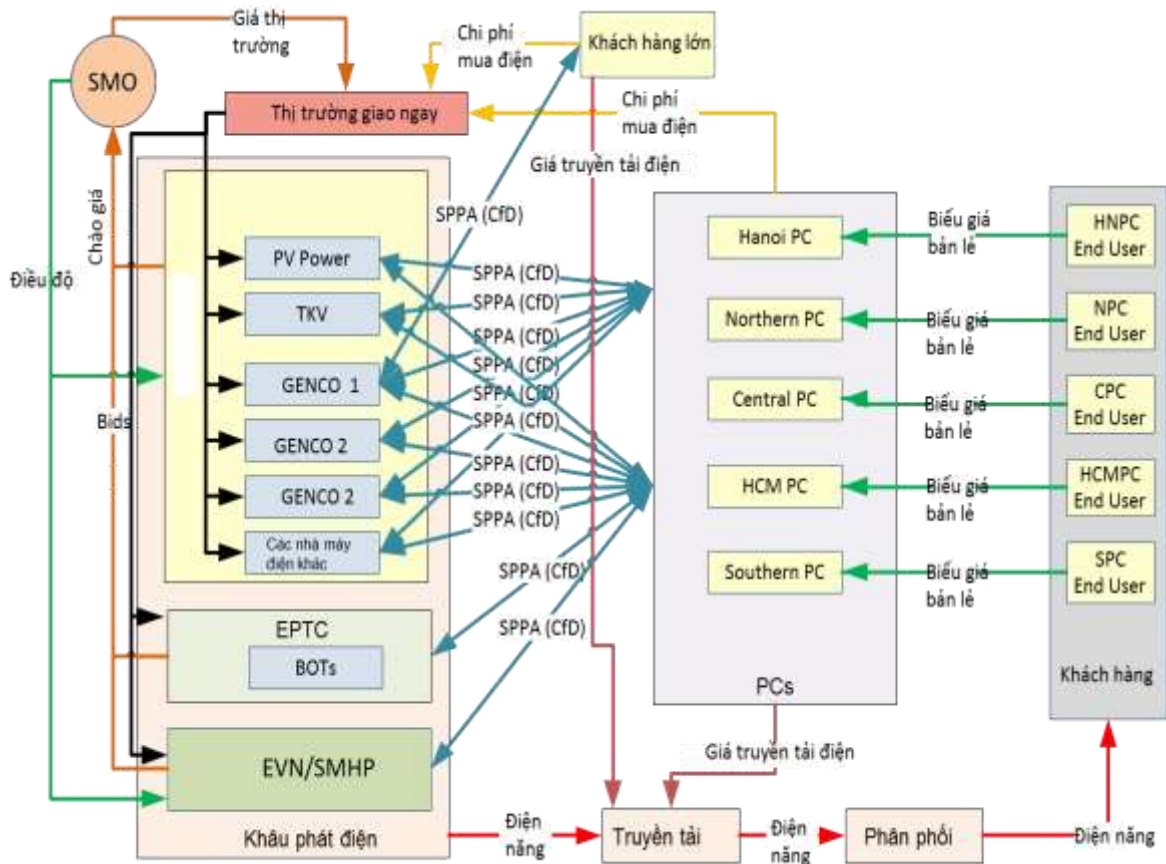 Giá thị
trường
SMO
Chi phí
mua điện
Khách hàng lớn
Thị trường giao ngay
Chi phí
mua điện
Giá truyền tải điện
Chào giá
Điều độ
Bids
SPPA (CfD)
PV Power
TKV
GENCO 1
GENCO 2
GENCO 2
Các nhà máy
điện khác
EPTC
BOTs
EVN/SMHP
Khâu phát điện
SPPA (CfD)
SPPA (CfD)
SPPA (CfD)
SPPA (CfD)
SPPA (CfD)
SPPA (CfD)
SPPA (CfD)
SPPA (CfD)
SPPA (CfD)
SPPA (CfD)
SPPA (CfD)
Hanoi PC
Northern PC
Central PC
HCM PC
Southern PC
PCs
Biểu giá
bản lẻ
Biểu giá
bản lẻ
Biểu giá
bản lẻ
Biểu giá
bản lẻ
Biểu giá
bản lẻ
HNPC
End User
NPC
End User
CPC
End User
HCMPC
End User
SPC
End User
Khách hàng
Giá truyền tải điện
Điện
năng
Truyền tải
Điện
năng
Phân phối
Điện năng